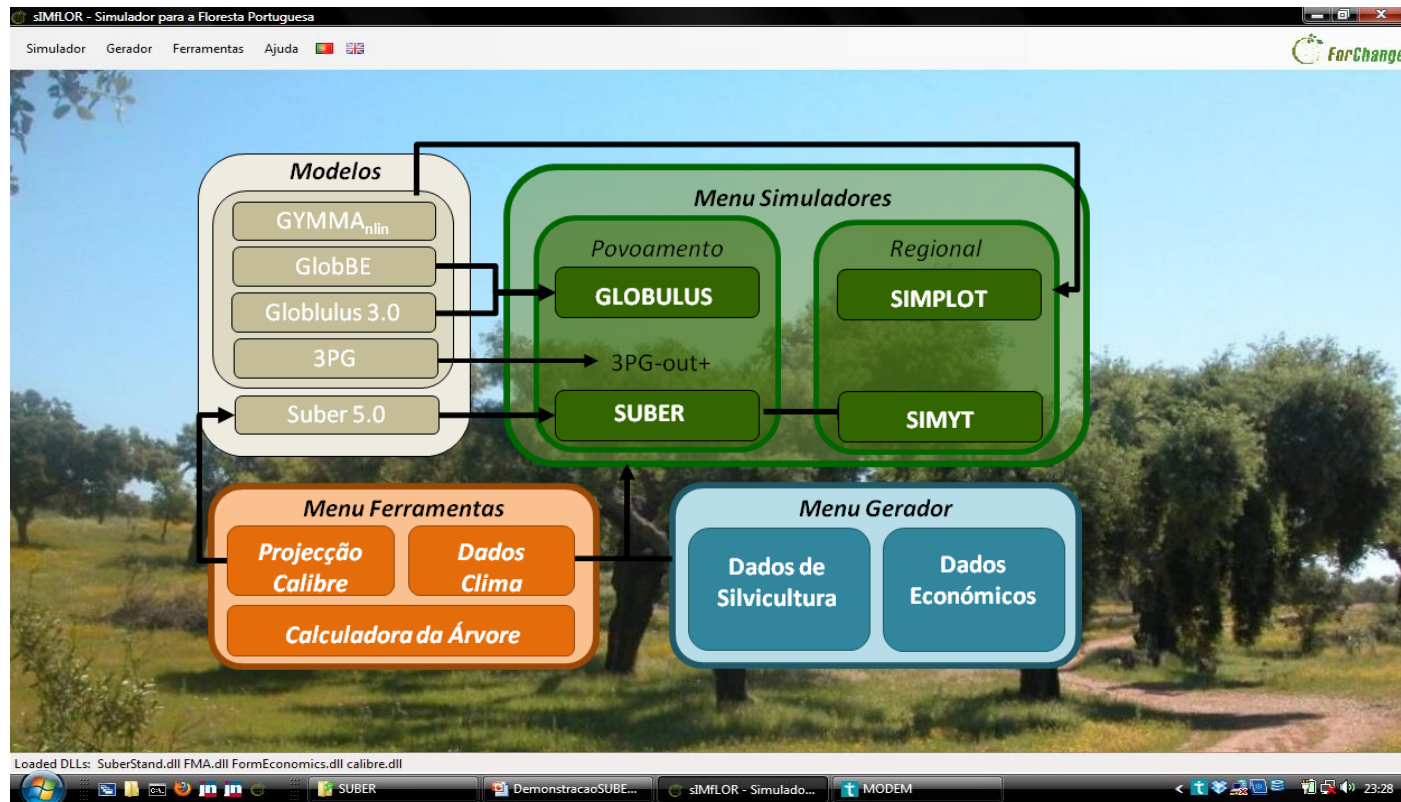 sIMfLOR - Simulador para a Floresta Portuguesa
Simulador Gerador Ferramentas Ajuda
ForChange
Modelos
GYMMAnlin
GlobBE
Globlulus 3.0
3PG
Suber 5.0
Menu Simuladores
Povoamento
GLOBULUS
3PG-out+
SUBER
Regional
SIMPLOT
SIMYT
Menu Ferramentas
Projecção
Calibre
Dados
Clima
Calculadora da Árvore
Menu Gerador
Dados de
Silvicultura
Dados
Económicos
Loaded DLLs: SuberStand.dll FMA.dll FormEconomics.dll calibre.dll
SUBER DemonstracaoSUBE... sIMfLOR - Simulado... MODEM 23:28